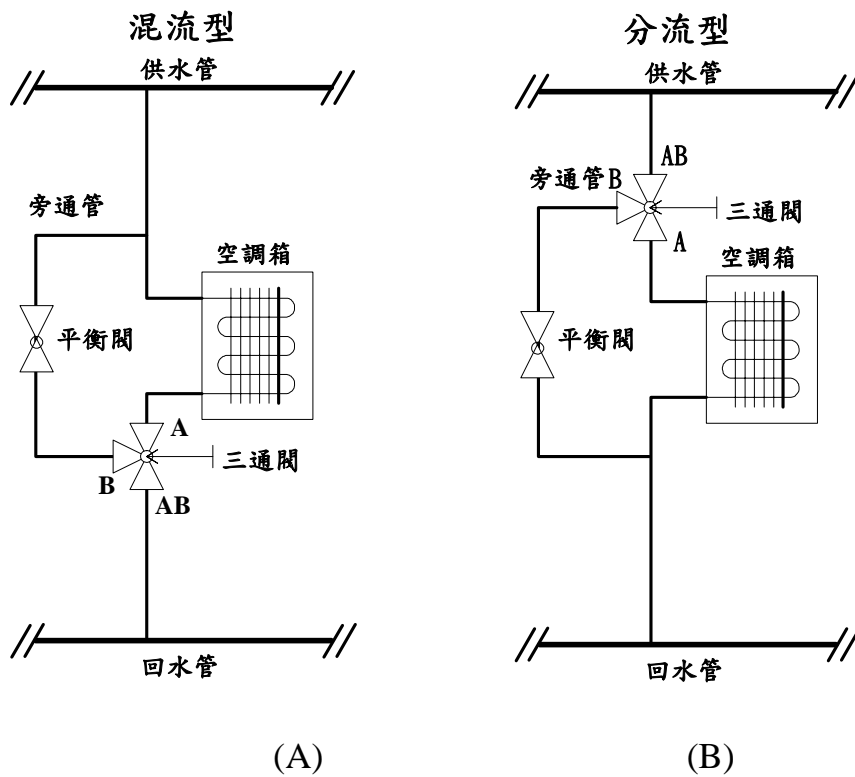 混流型
供水管
旁通管
空調箱
平衡閥
A
三通閥
B
AB
回水管
(A)
分流型
供水管
AB
旁通管B
三通閥
A
空調箱
平衡閥
回水管
(B)